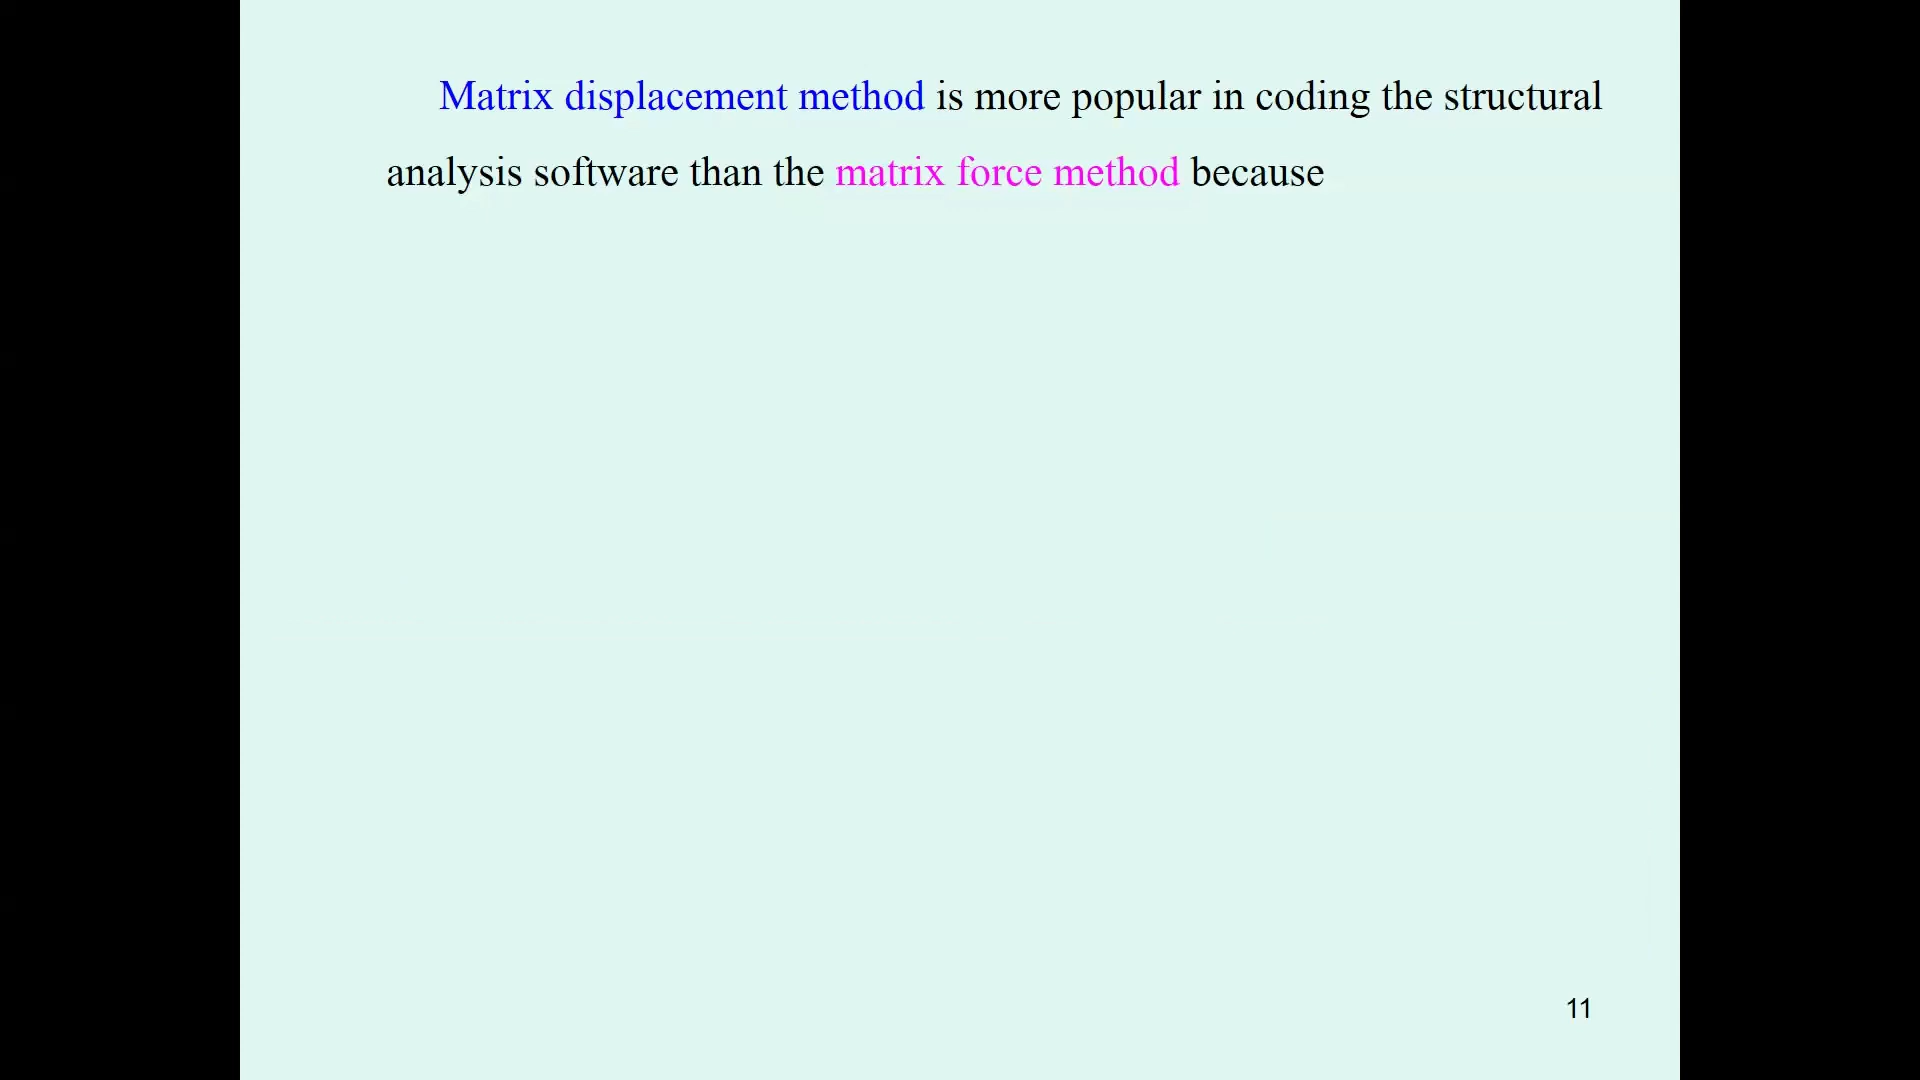 Matrix displacement method is more popular in coding the structural
analysis software than the matrix force method because
11